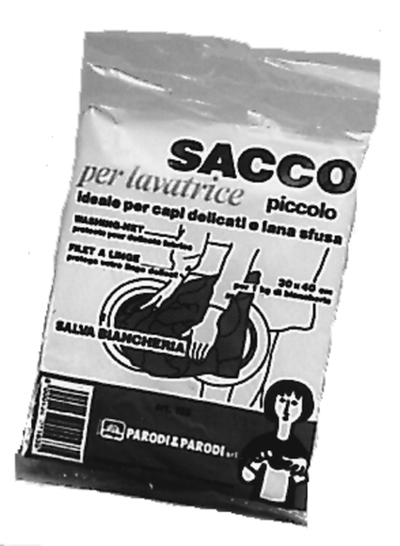 SACCO
per lavatrice piccolo
ideale per capi delicati e lana sfusa
WASHING-NET
protects your delicate fabrics
FILET A LINGE
protège votre linge délicat
30 x 40 cm
per 1 kg di biancheria
SALVA BIANCHERIA
PARODI & PARODI srl